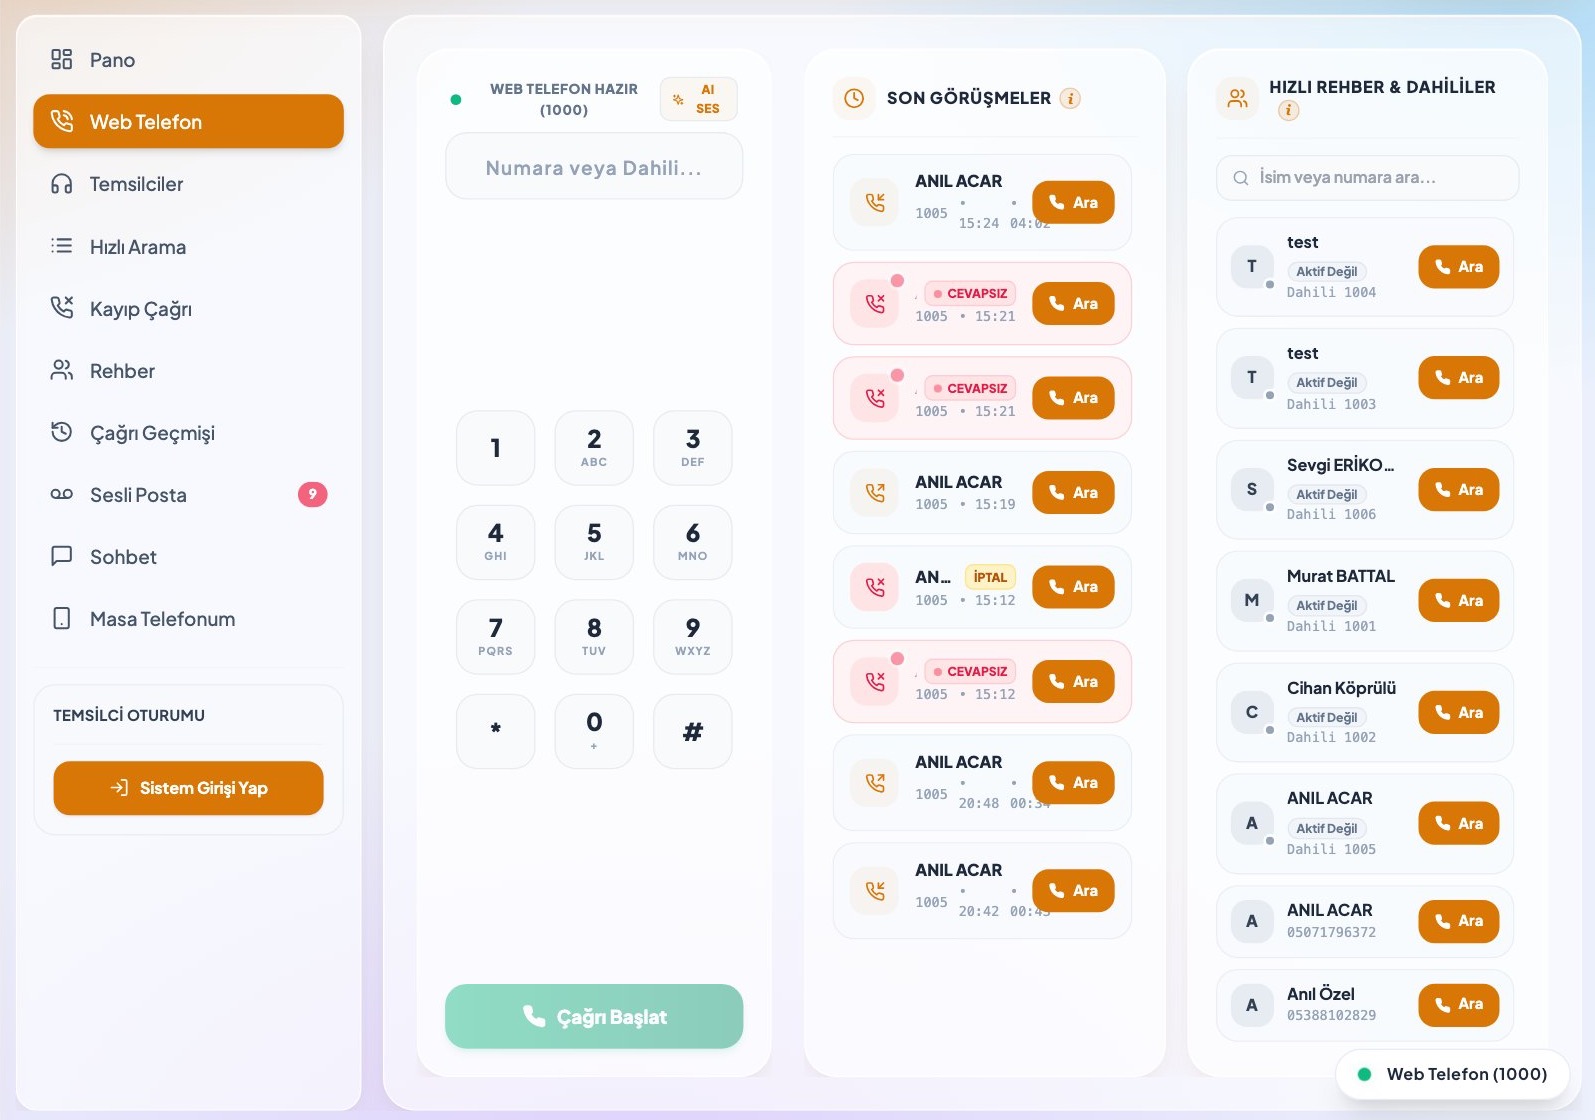 Pano
Web Telefon
Temsilciler
Hızlı Arama
Kayıp Çağrı
Rehber
Çağrı Geçmişi
Sesli Posta
9
Sohbet
Masa Telefonum
TEMSİLCİ OTURUMU
Sistem Girişi Yap
WEB TELEFON HAZIR
(1000)
AI
SES
Numara veya Dahili...
1
2
ABC
3
DEF
4
GHI
5
JKL
6
MNO
7
PQRS
8
TUV
9
WXYZ
*
0
+
#
Çağrı Başlat
SON GÖRÜŞMELER i
ANIL ACAR
1005 • 15:24 • 04:02
Ara
CEVAPSIZ
1005 • 15:21
Ara
CEVAPSIZ
1005 • 15:21
Ara
ANIL ACAR
1005 • 15:19
Ara
AN... İPTAL
1005 • 15:12
Ara
CEVAPSIZ
1005 • 15:12
Ara
ANIL ACAR
1005 • 20:48 • 00:34
Ara
ANIL ACAR
1005 • 20:42 • 00:43
Ara
HIZLI REHBER & DAHİLİLER
i
İsim veya numara ara...
T
test
Aktif Değil
Dahili 1004
Ara
T
test
Aktif Değil
Dahili 1003
Ara
S
Sevgi ERİKO...
Aktif Değil
Dahili 1006
Ara
M
Murat BATTAL
Aktif Değil
Dahili 1001
Ara
C
Cihan Köprülü
Aktif Değil
Dahili 1002
Ara
A
ANIL ACAR
Aktif Değil
Dahili 1005
Ara
A
ANIL ACAR
05071796372
Ara
A
Anıl Özel
05388102829
Ara
Web Telefon (1000)